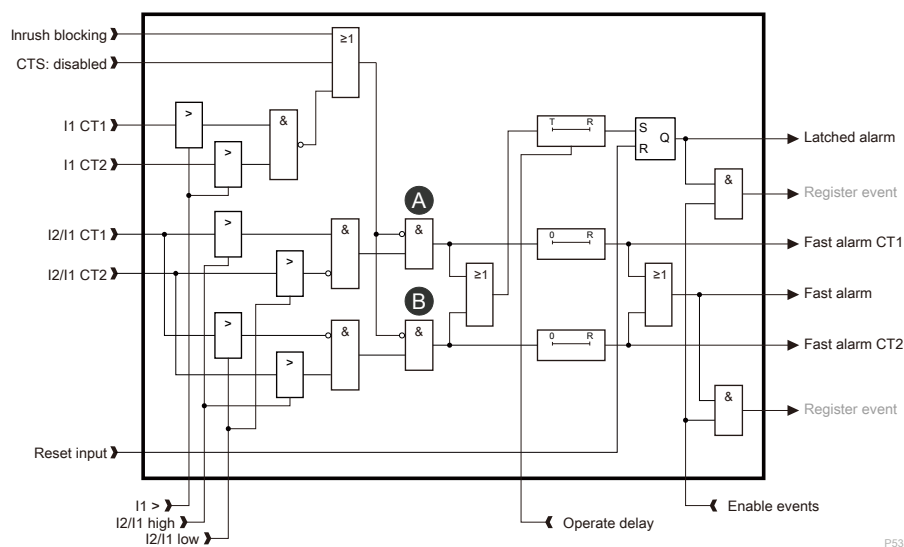 Inrush blocking
CTS: disabled
≥1
I1 CT1
>
&
I1 CT2
>
T R
S
Q
R
Latched alarm
&
Register event
A
I2/I1 CT1
>
&
&
0 R
Fast alarm CT1
I2/I1 CT2
>
≥1
≥1
Fast alarm
B
>
&
&
0 R
Fast alarm CT2
>
&
Register event
Reset input
I1 >
I2/I1 high
I2/I1 low
Operate delay
Enable events
P53